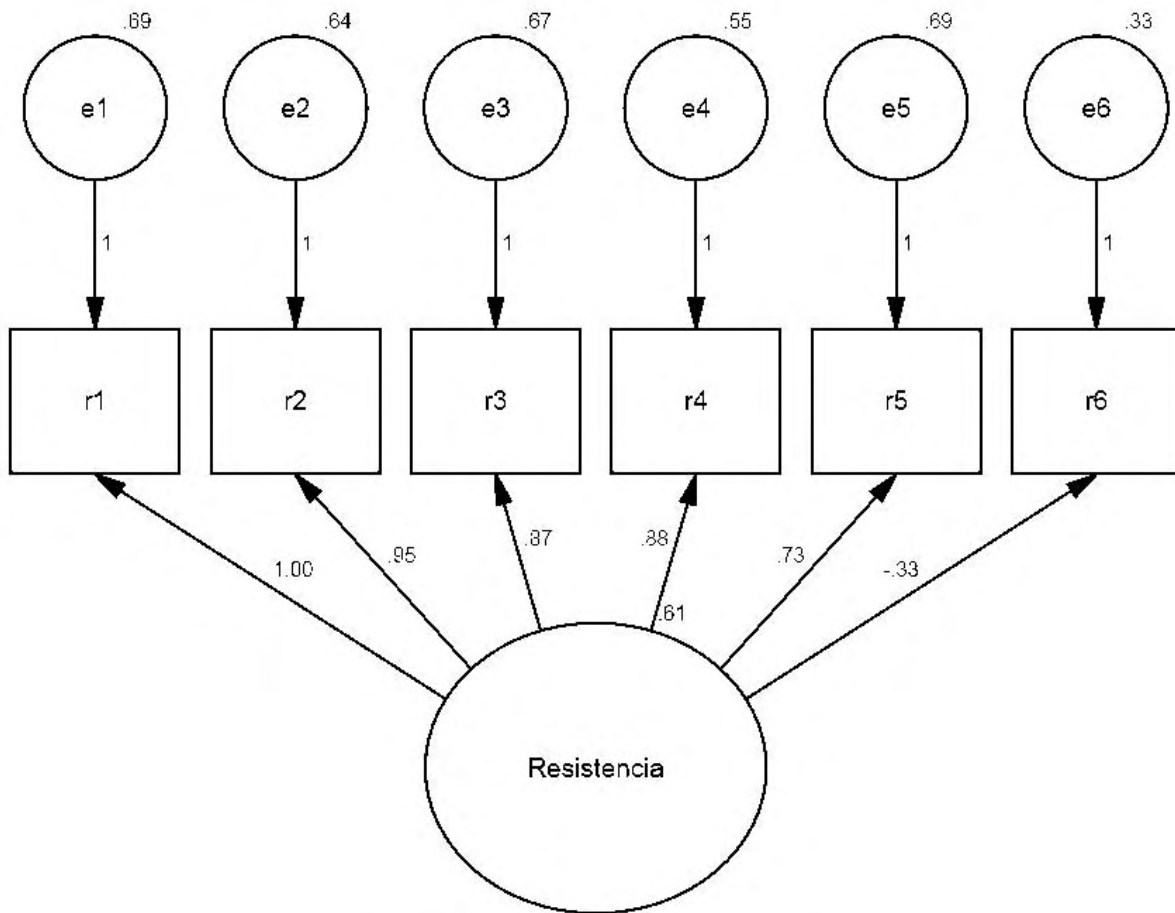 .69 .64 .67 .55 .69 .33
e1 e2 e3 e4 e5 e6
1 1 1 1 1 1
r1 r2 r3 r4 r5 r6
1.00 .95 .87 .88 .73 -.33
.61
Resistencia